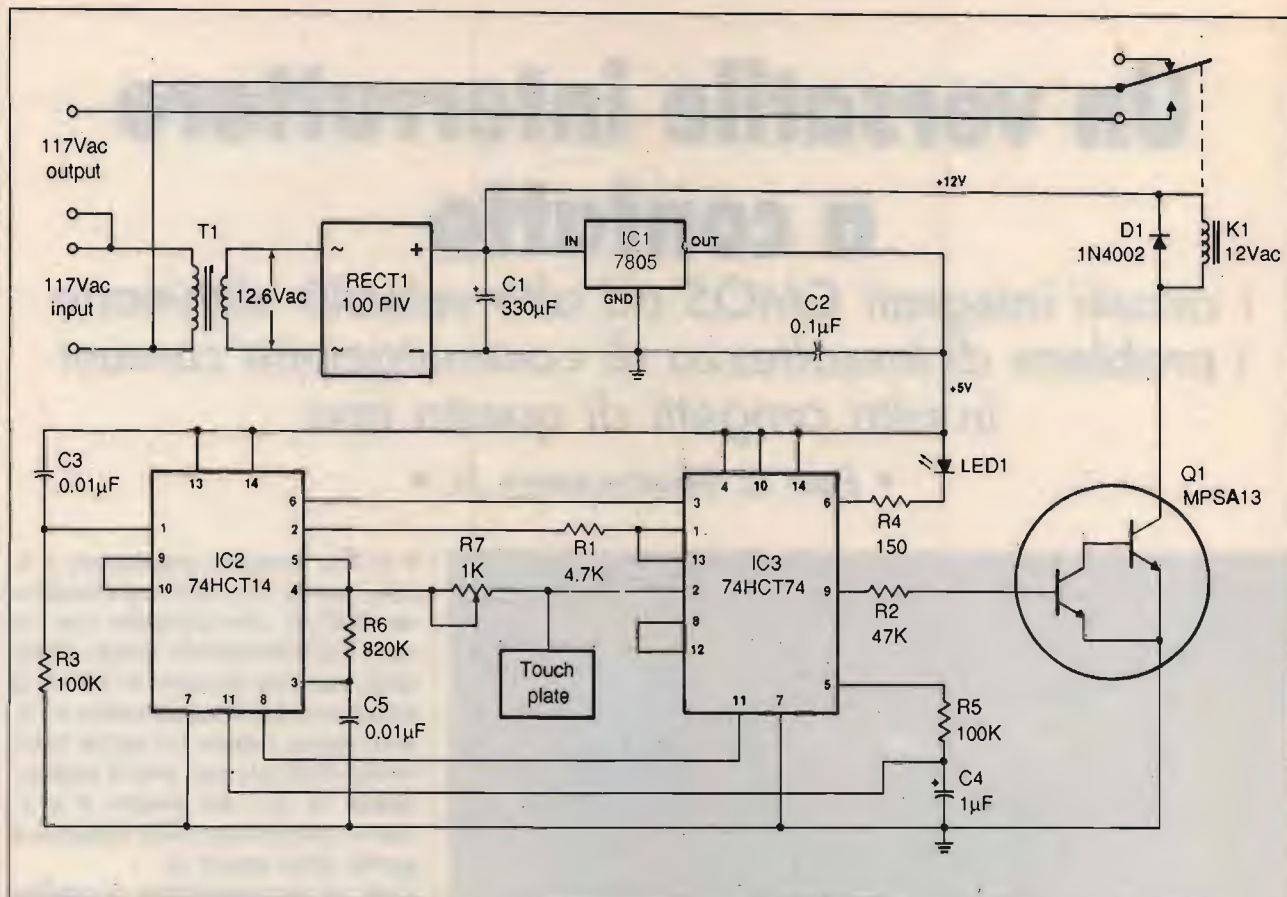 117Vac
output
117Vac
input
T1
12.6Vac
~
~
+
−
RECT1
100 PIV
C1
330µF
+
IN
IC1
7805
OUT
GND
C2
0.1µF
+12V
D1
1N4002
K1
12Vac
+5V
LED1
C3
0.01µF
R3
100K
13
14
1
9
10
IC2
74HCT14
6
2
5
4
3
7
11
8
R7
1K
R1
4.7K
R6
820K
C5
0.01µF
Touch
plate
4
10
14
3
1
13
2
8
12
IC3
74HCT74
6
9
5
11
7
R4
150
R2
47K
R5
100K
C4
1µF
+
Q1
MPSA13